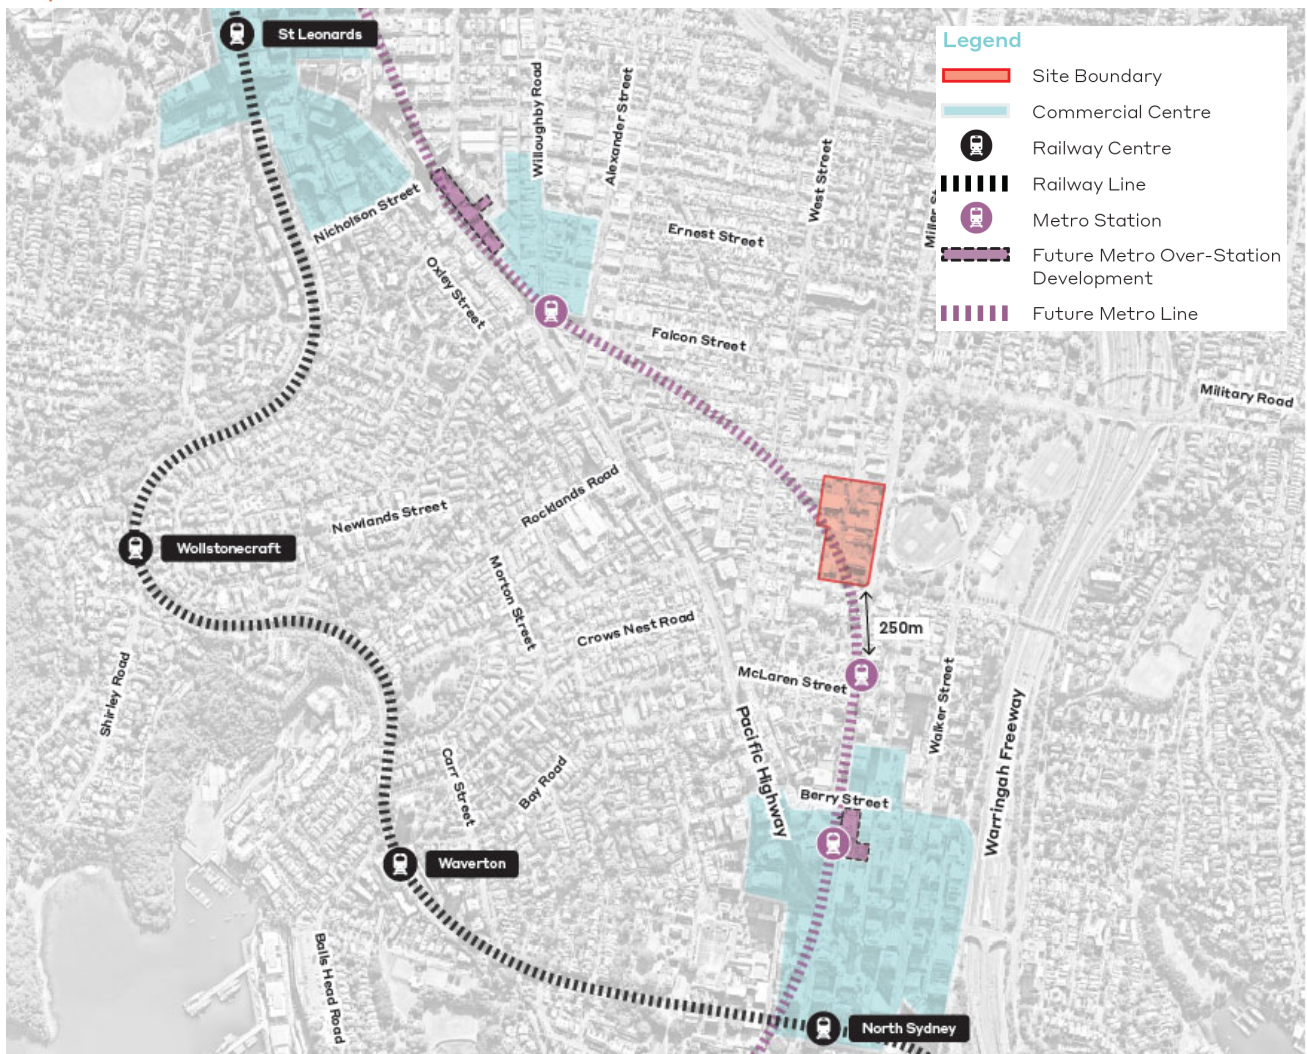 St Leonards
Legend
Site Boundary
Commercial Centre
Railway Centre
Railway Line
Metro Station
Future Metro Over-Station
Development
Future Metro Line
Willoughby Road
Alexander Street
West Street
Miller St
Nicholson Street
Ernest Street
Oxley Street
Falcon Street
Military Road
Rocklands Road
Newlands Street
Wollstonecraft
Morton Street
Crows Nest Road
250m
McLaren Street
Shirley Road
Walker Street
Pacific Highway
Warringah Freeway
Carr Street
Bay Road
Berry Street
Waverton
Balls Head Road
North Sydney